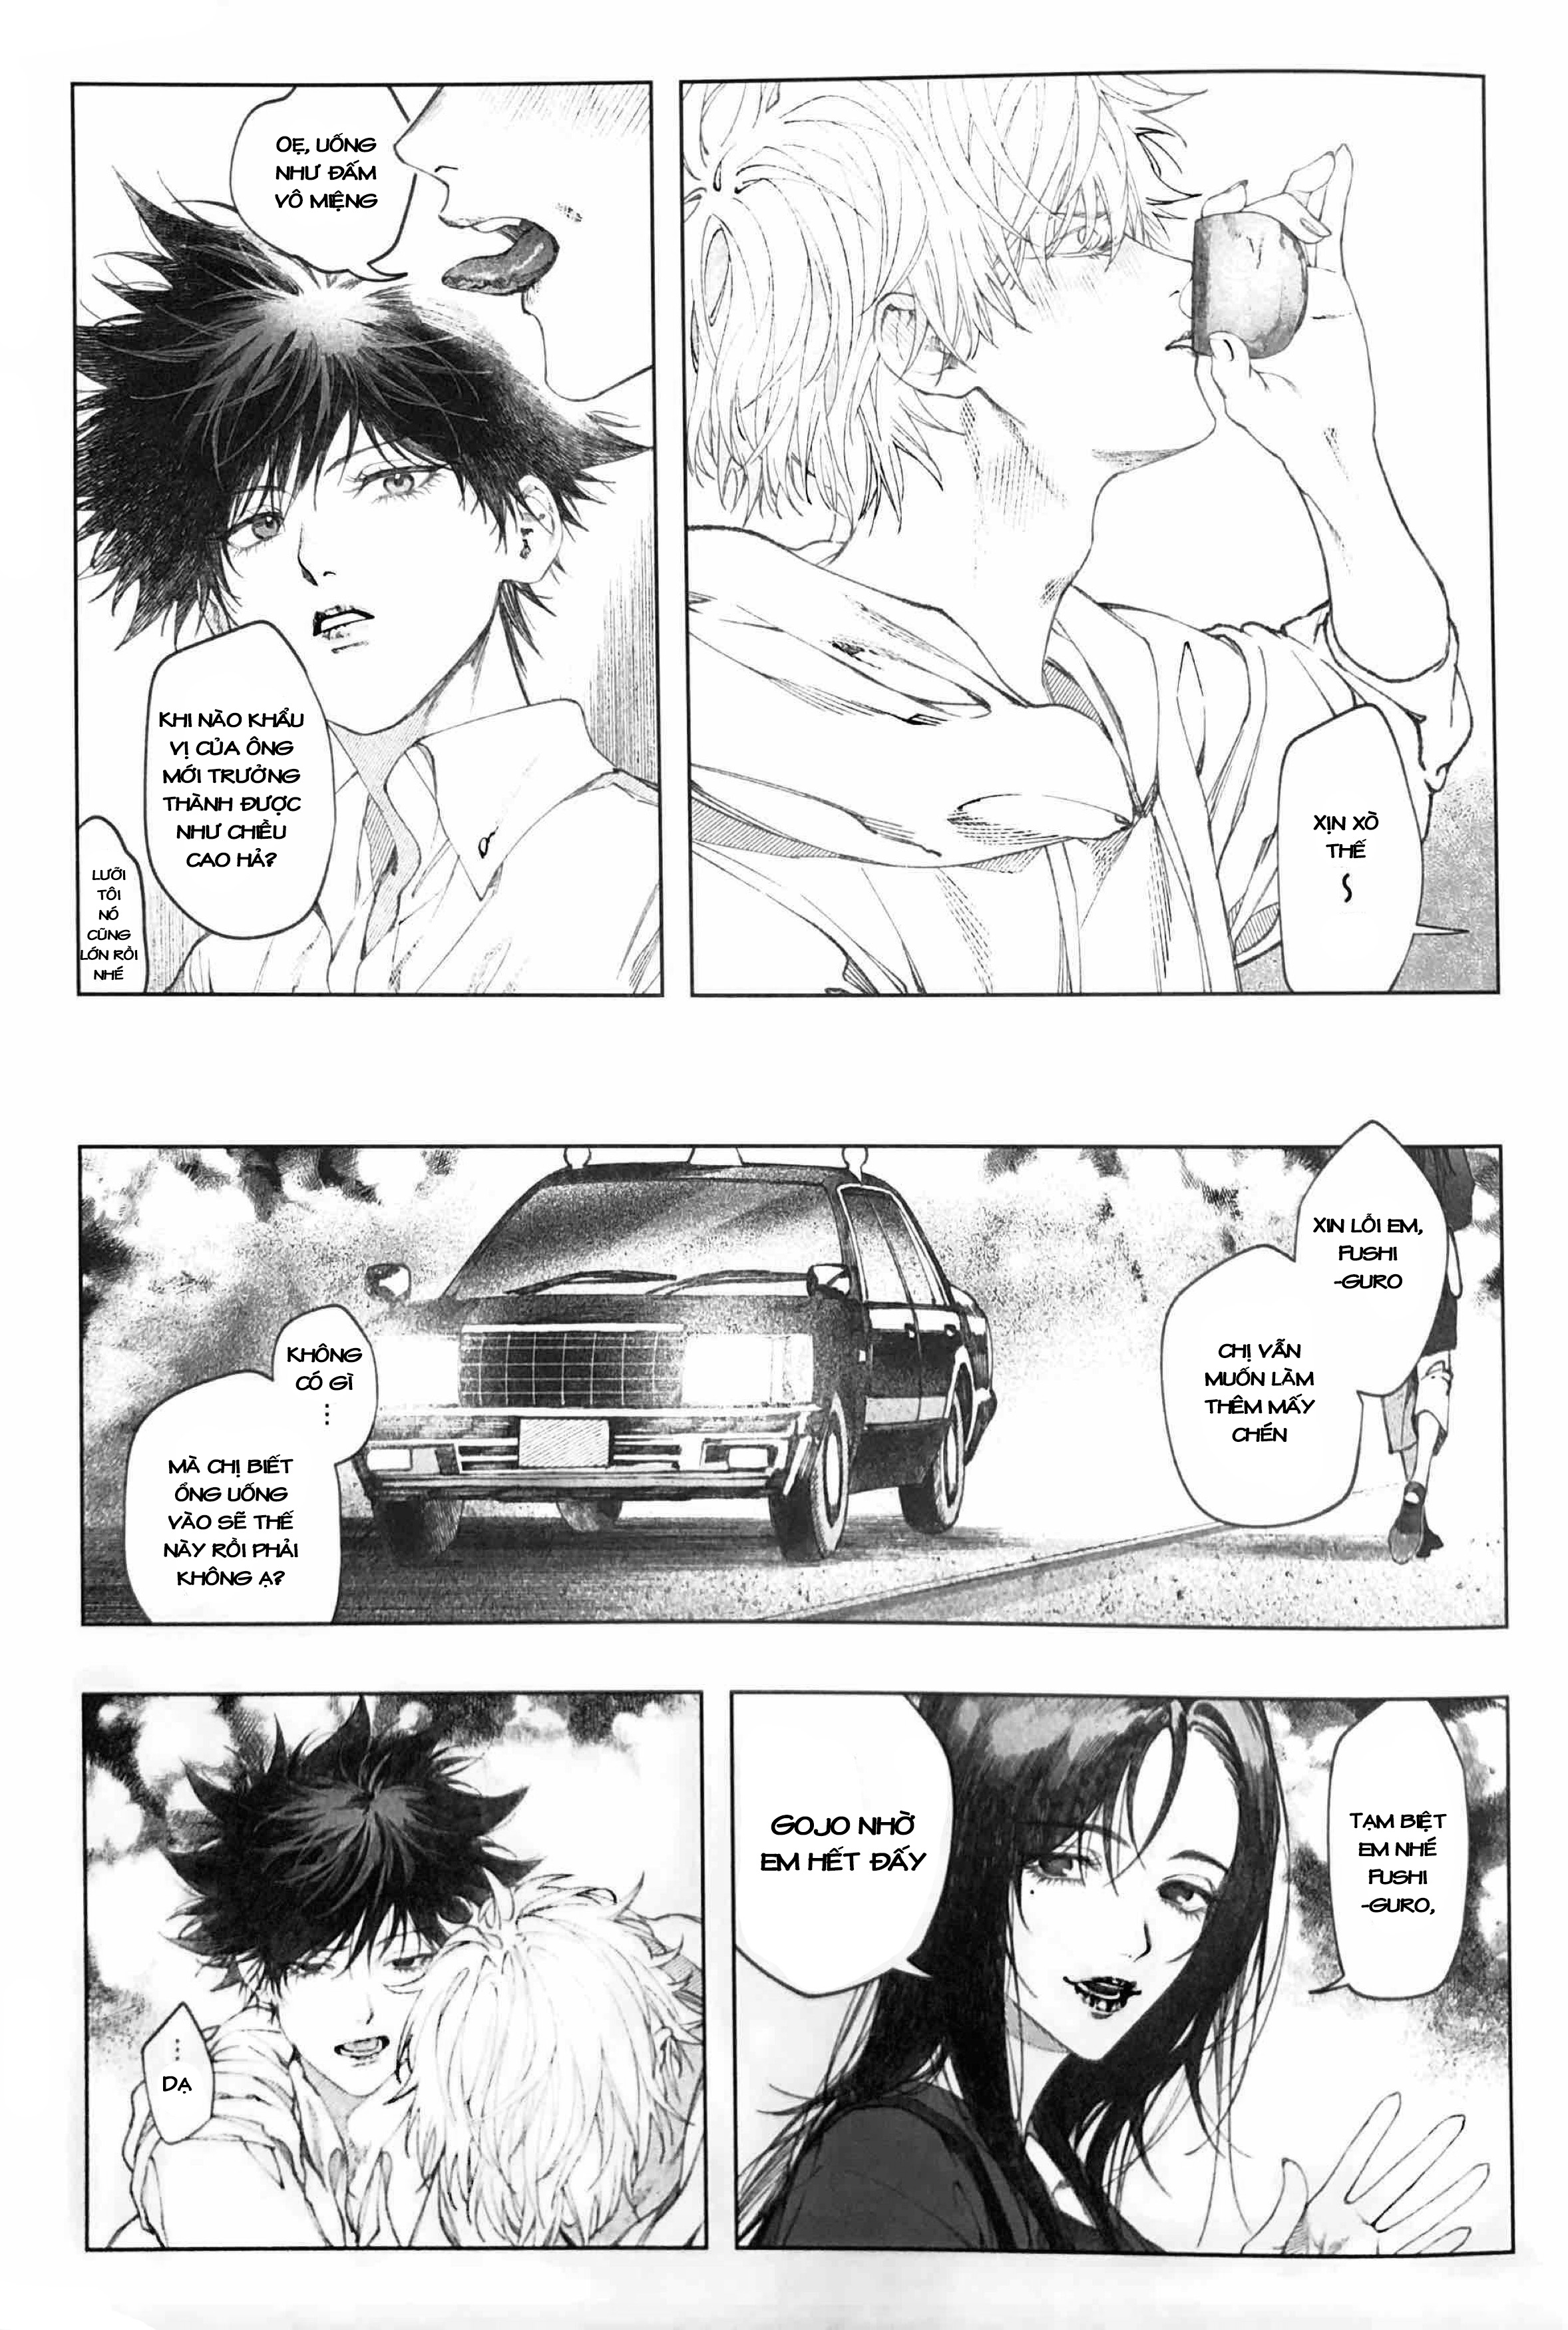 XỊN XÒ
THẾ
~
OẸ, UỐNG
NHƯ ĐẤM
VÔ MIỆNG
KHI NÀO KHẨU
VỊ CỦA ÔNG
MỚI TRƯỞNG
THÀNH ĐƯỢC
NHƯ CHIỀU
CAO HẢ?
LƯỠI
TÔI
NÓ
CŨNG
LỚN RỒI
NHÉ
XIN LỖI EM,
FUSHI
-GURO
CHỊ VẪN
MUỐN LÀM
THÊM MẤY
CHÉN
KHÔNG
CÓ GÌ
...
MÀ CHỊ BIẾT
ỔNG UỐNG
VÀO SẼ THẾ
NÀY RỒI PHẢI
KHÔNG Ạ?
TẠM BIỆT
EM NHÉ
FUSHI
-GURO,
GOJO NHỜ
EM HẾT ĐẤY
...
DẠ